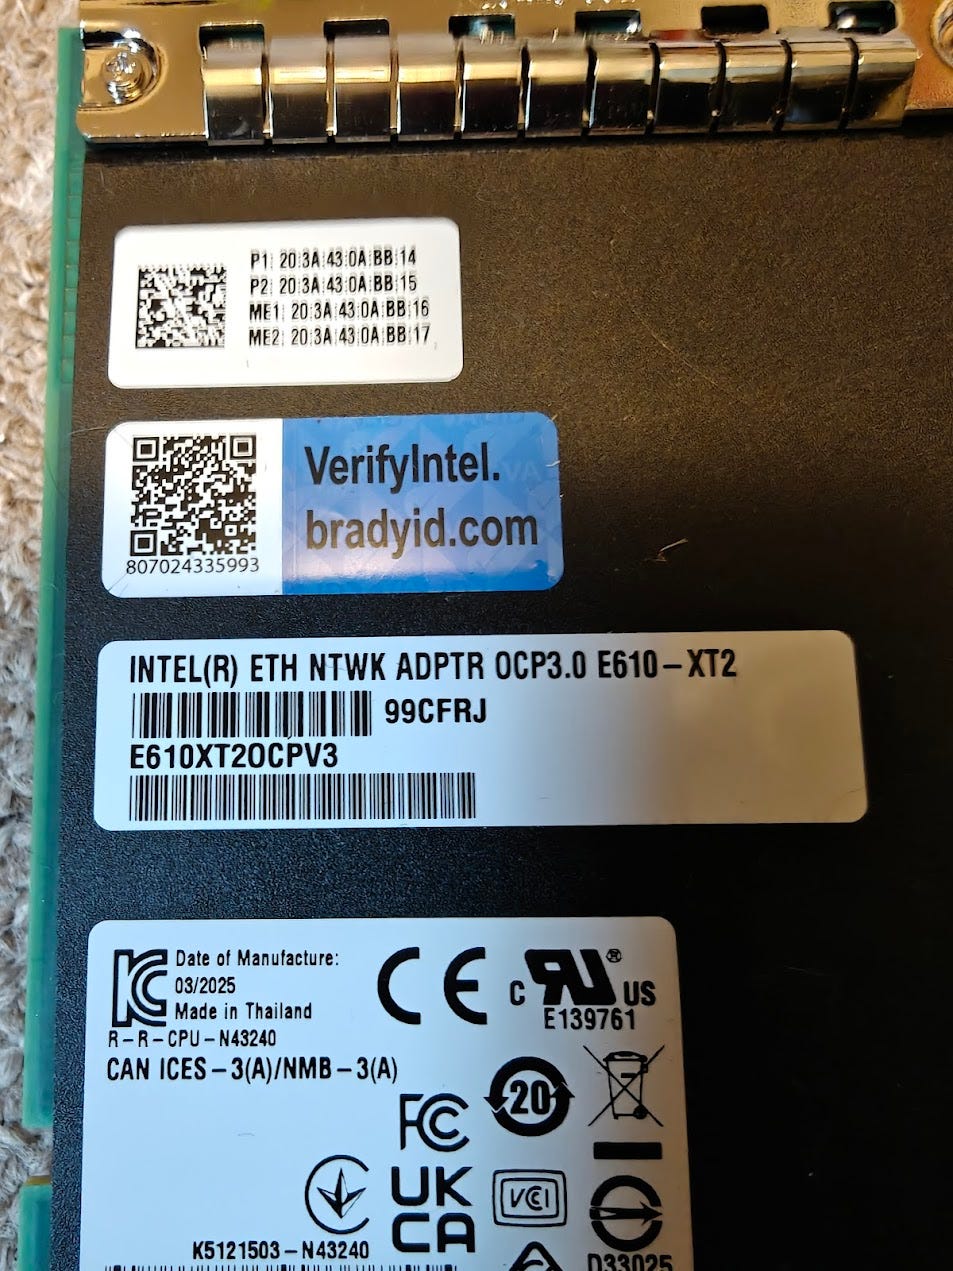 P1: 20:3A:43:0A:BB:14
P2: 20:3A:43:0A:BB:15
ME1: 20:3A:43:0A:BB:16
ME2: 20:3A:43:0A:BB:17
VerifyIntel.
bradyid.com
807024335993
INTEL(R) ETH NTWK ADPTR OCP3.0 E610-XT2
99CFRJ
E610XT2OCPV3
Date of Manufacture:
03/2025
Made in Thailand
R-R-CPU-N43240
CAN ICES-3(A)/NMB-3(A)
CE
C RU ® US
E139761
FC
20
UK
CA
VCCI
K5121503-N43240
D33025